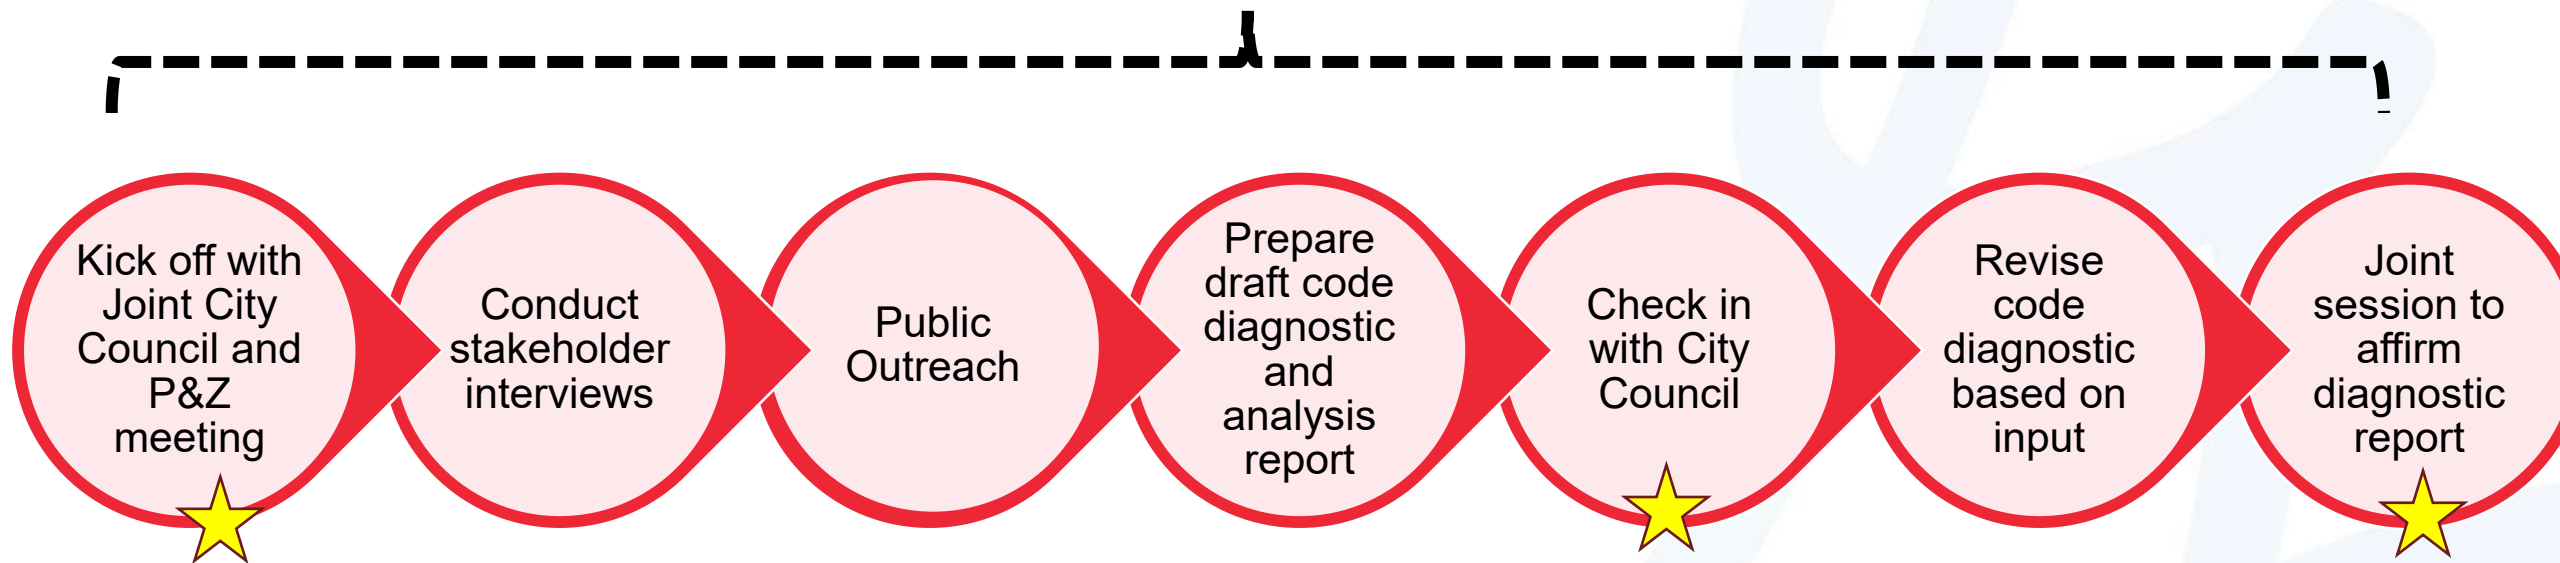 Kick off with
Joint City
Council and
P&Z
meeting
Conduct
stakeholder
interviews
Public
Outreach
Prepare
draft code
diagnostic
and
analysis
report
Check in
with City
Council
Revise
code
diagnostic
based on
input
Joint
session to
affirm
diagnostic
report